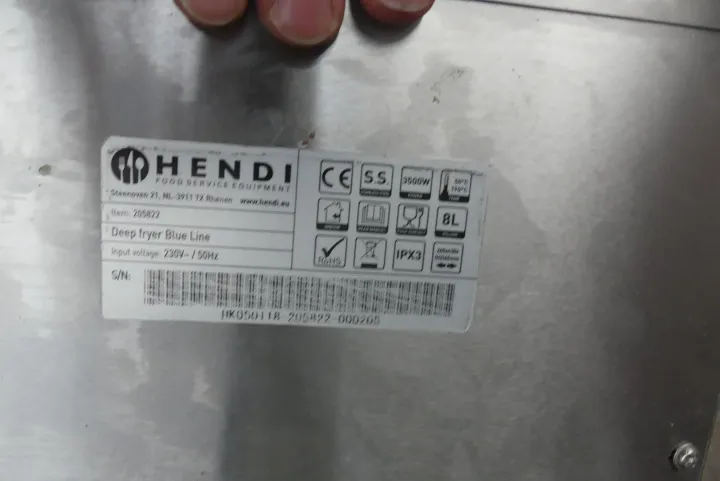 HENDI
FOOD SERVICE EQUIPMENT
Steenoven 21, NL-3911 TX Rhenen www.hendi.eu
Item: 205822
Deep fryer Blue Line
Input voltage: 230V~ / 50Hz
S/N:
HK050118-205822-000205
CE
S.S.
3500W
8L
RoHS
IPX3